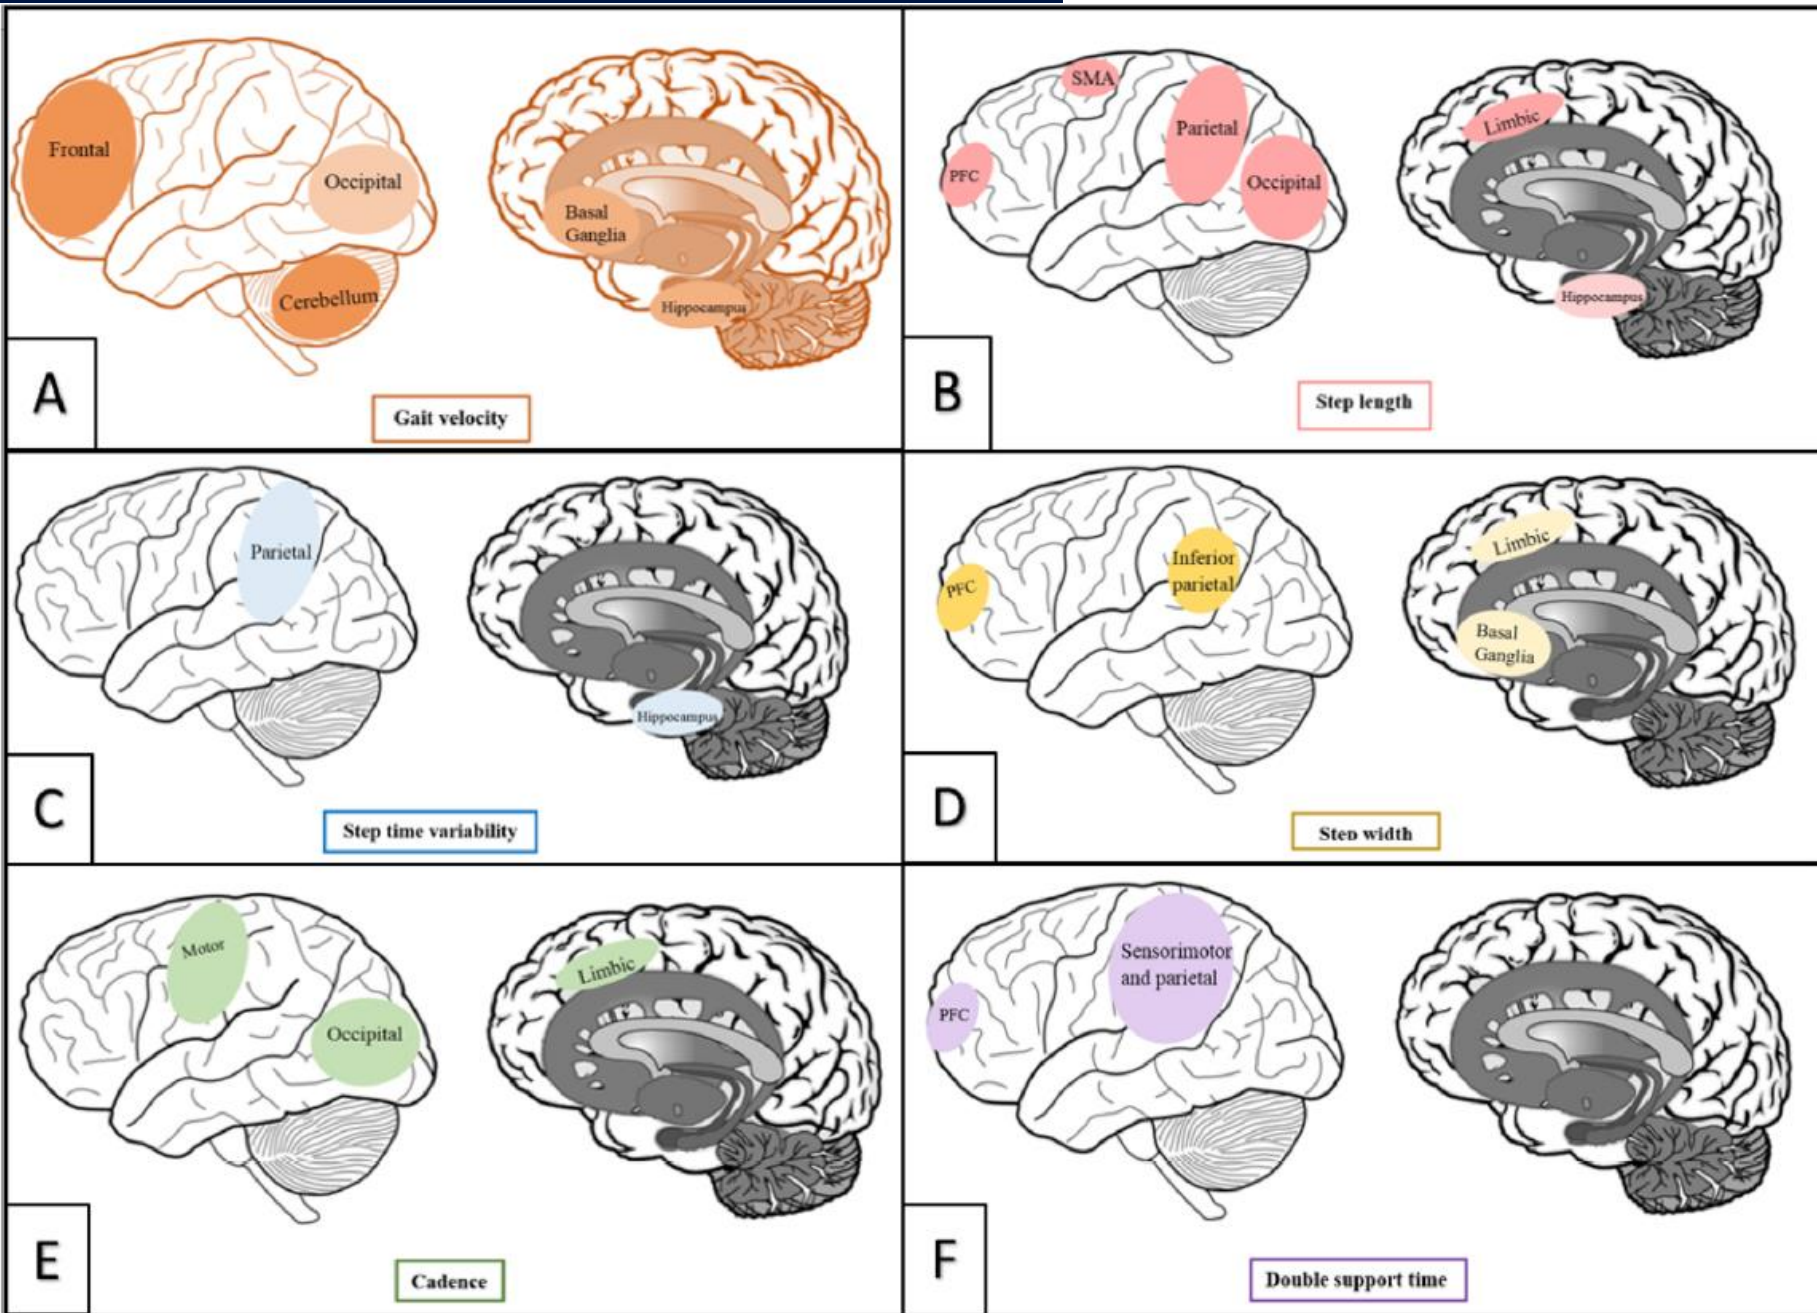 Frontal
Occipital
Cerebellum
Basal
Ganglia
Hippocampus
A
Gait velocity
SMA
Parietal
PFC
Occipital
Limbic
Hippocampus
B
Step length
Parietal
Hippocampus
C
Step time variability
PFC
Inferior
parietal
Limbic
Basal
Ganglia
D
Step width
Motor
Occipital
Limbic
E
Cadence
Sensorimotor
and parietal
PFC
F
Double support time